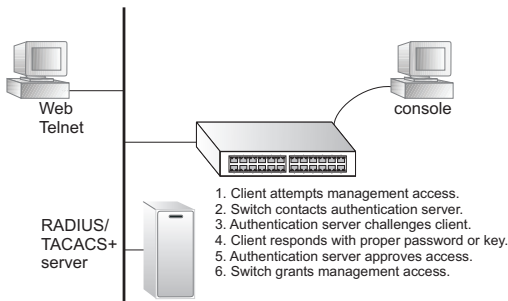 Web
Telnet
console
RADIUS/
TACACS+
server
1. Client attempts management access.
2. Switch contacts authentication server.
3. Authentication server challenges client.
4. Client responds with proper password or key.
5. Authentication server approves access.
6. Switch grants management access.